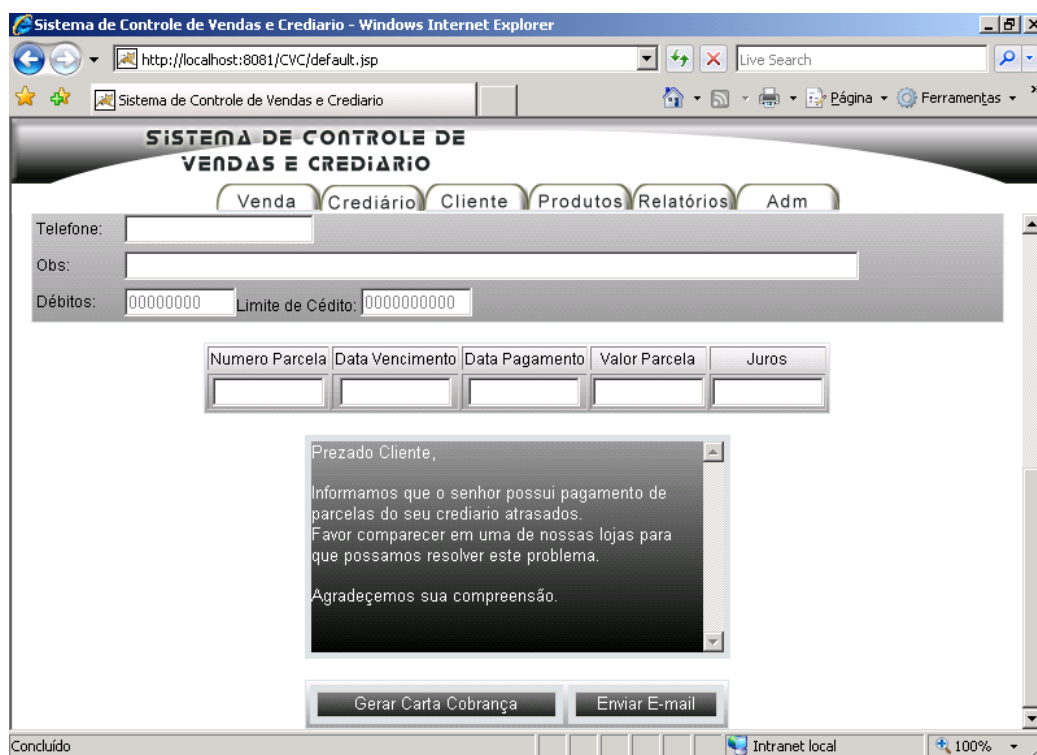 Sistema de Controle de Vendas e Crediario - Windows Internet Explorer
http://localhost:8081/CVC/default.jsp
Live Search
Sistema de Controle de Vendas e Crediario
Página
Ferramentas
SISTEMA DE CONTROLE DE
VENDAS E CREDIARIO
Venda Crediário Cliente Produtos Relatórios Adm
Telefone:
Obs:
Débitos: 00000000 Limite de Cédito: 0000000000
Numero Parcela Data Vencimento Data Pagamento Valor Parcela Juros
Prezado Cliente,
Informamos que o senhor possui pagamento de
parcelas do seu crediario atrasados.
Favor comparecer em uma de nossas lojas para
que possamos resolver este problema.
Agradeçemos sua compreensão.
Gerar Carta Cobrança Enviar E-mail
Concluído Intranet local 100%